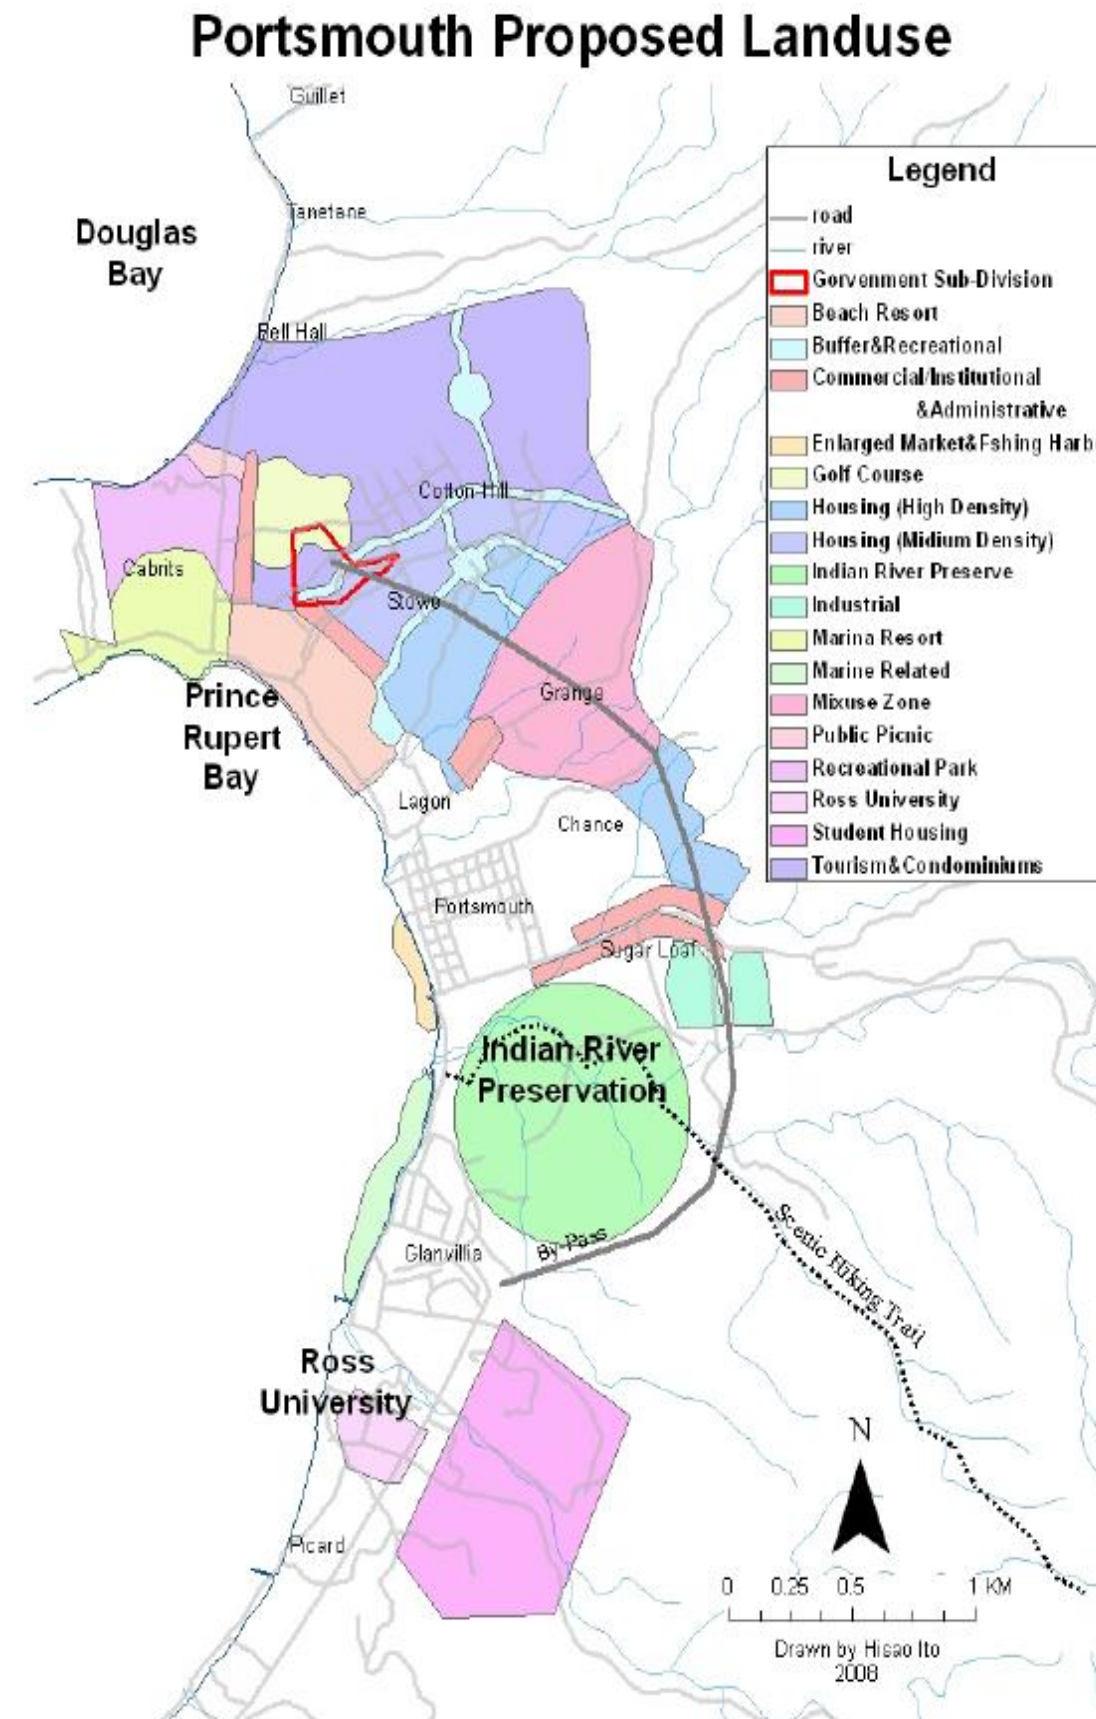 Portsmouth Proposed Landuse
Guillet
Tanetane
Douglas
Bay
Bell Hall
Cotton-Hill
Cabrits
Stowe
Prince
Rupert
Bay
Grange
Lagon
Chance
Portsmouth
Sugar Loaf
Indian River
Preservation
Glanvillia
By-Pass
Scenic Hiking Trail
Ross
University
Picard
Legend
road
river
Gorvenment Sub-Division
Beach Resort
Buffer&Recreational
Commercial/Institutional
&Administrative
Enlarged Market&Fshing Harb
Golf Course
Housing (High Density)
Housing (Midium Density)
Indian River Preserve
Industrial
Marina Resort
Marine Related
Mixuse Zone
Public Picnic
Recreational Park
Ross University
Student Housing
Tourism&Condominiums
N
0 0.25 0.5 1 KM
Drawn by Hisao Ito
2008